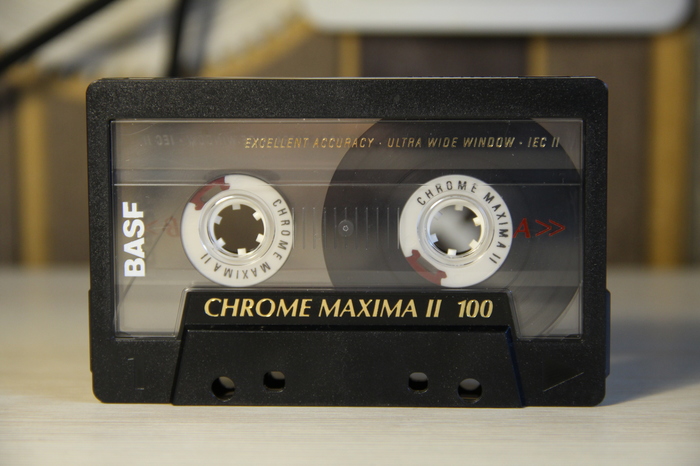 EXCELLENT ACCURACY · ULTRA WIDE WINDOW · IEC II
BASF
CHROME MAXIMA II
CHROME MAXIMA II
A>>
CHROME MAXIMA II 100